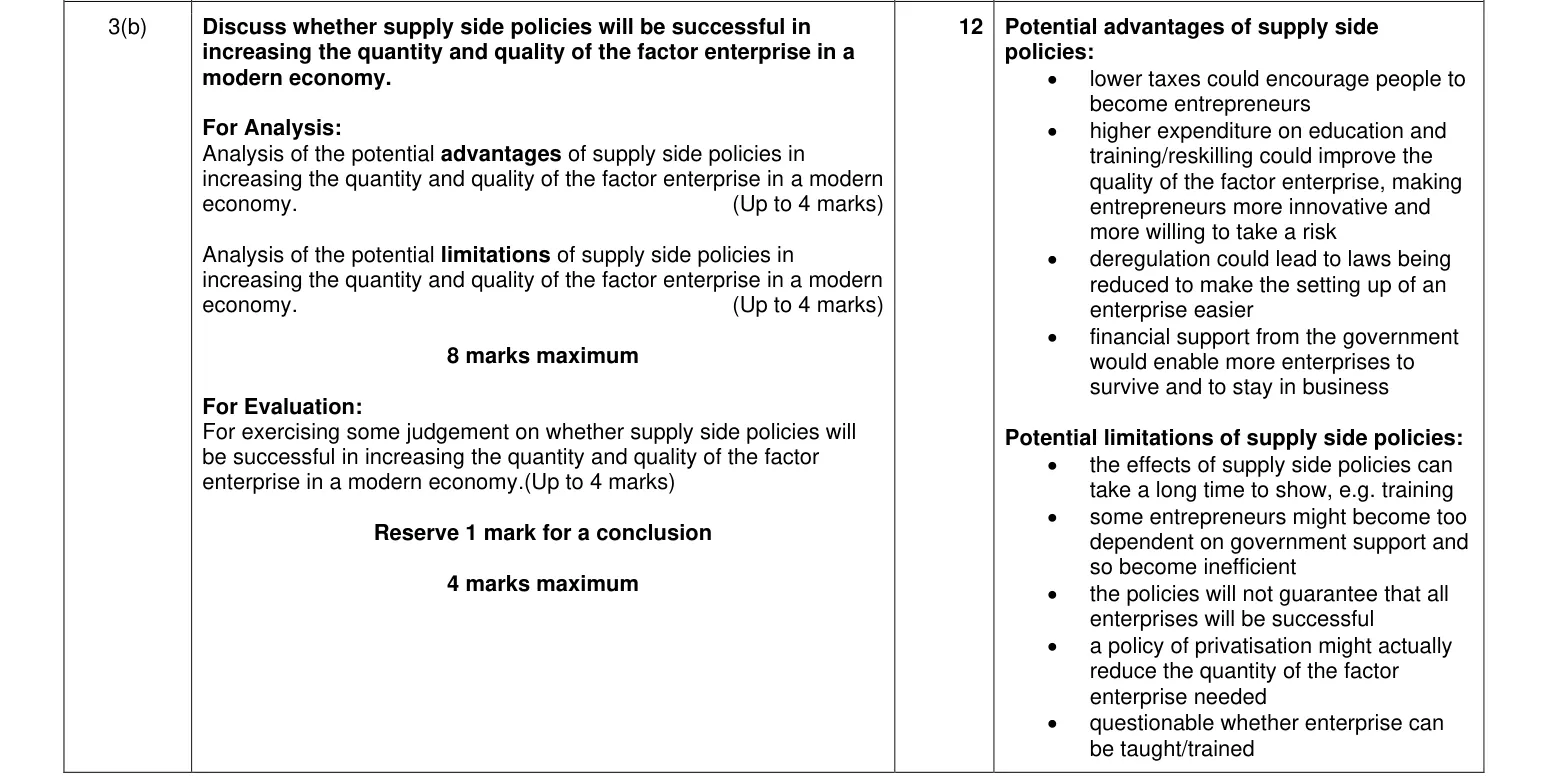 3(b)
Discuss whether supply side policies will be successful in
increasing the quantity and quality of the factor enterprise in a
modern economy.
For Analysis:
Analysis of the potential advantages of supply side policies in
increasing the quantity and quality of the factor enterprise in a modern
economy. (Up to 4 marks)
Analysis of the potential limitations of supply side policies in
increasing the quantity and quality of the factor enterprise in a modern
economy. (Up to 4 marks)
8 marks maximum
For Evaluation:
For exercising some judgement on whether supply side policies will
be successful in increasing the quantity and quality of the factor
enterprise in a modern economy.(Up to 4 marks)
Reserve 1 mark for a conclusion
4 marks maximum
12
Potential advantages of supply side
policies:
• lower taxes could encourage people to
become entrepreneurs
• higher expenditure on education and
training/reskilling could improve the
quality of the factor enterprise, making
entrepreneurs more innovative and
more willing to take a risk
• deregulation could lead to laws being
reduced to make the setting up of an
enterprise easier
• financial support from the government
would enable more enterprises to
survive and to stay in business
Potential limitations of supply side policies:
• the effects of supply side policies can
take a long time to show, e.g. training
• some entrepreneurs might become too
dependent on government support and
so become inefficient
• the policies will not guarantee that all
enterprises will be successful
• a policy of privatisation might actually
reduce the quantity of the factor
enterprise needed
• questionable whether enterprise can
be taught/trained